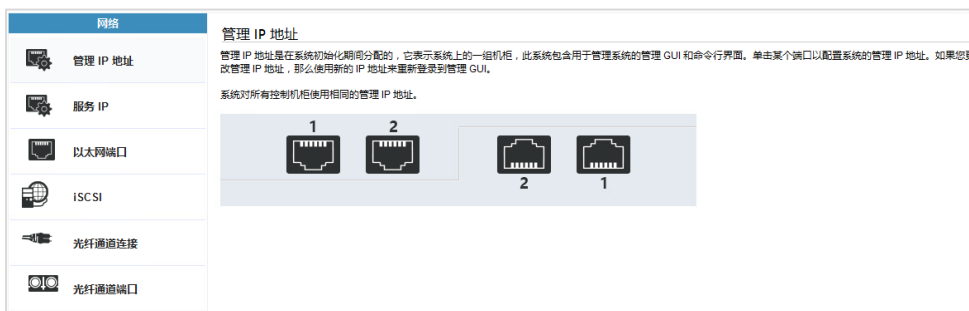 网络
管理 IP 地址
服务 IP
以太网端口
iSCSI
光纤通道连接
光纤通道端口
管理 IP 地址
管理 IP 地址是在系统初始化期间分配的，它表示系统上的一组机柜，此系统包含用于管理系统的管理 GUI 和命令行界面。单击某个端口以配置系统的管理 IP 地址。如果您
改管理 IP 地址，那么使用新的 IP 地址来重新登录到管理 GUI。
系统对所有控制机柜使用相同的管理 IP 地址。
1 2
2 1